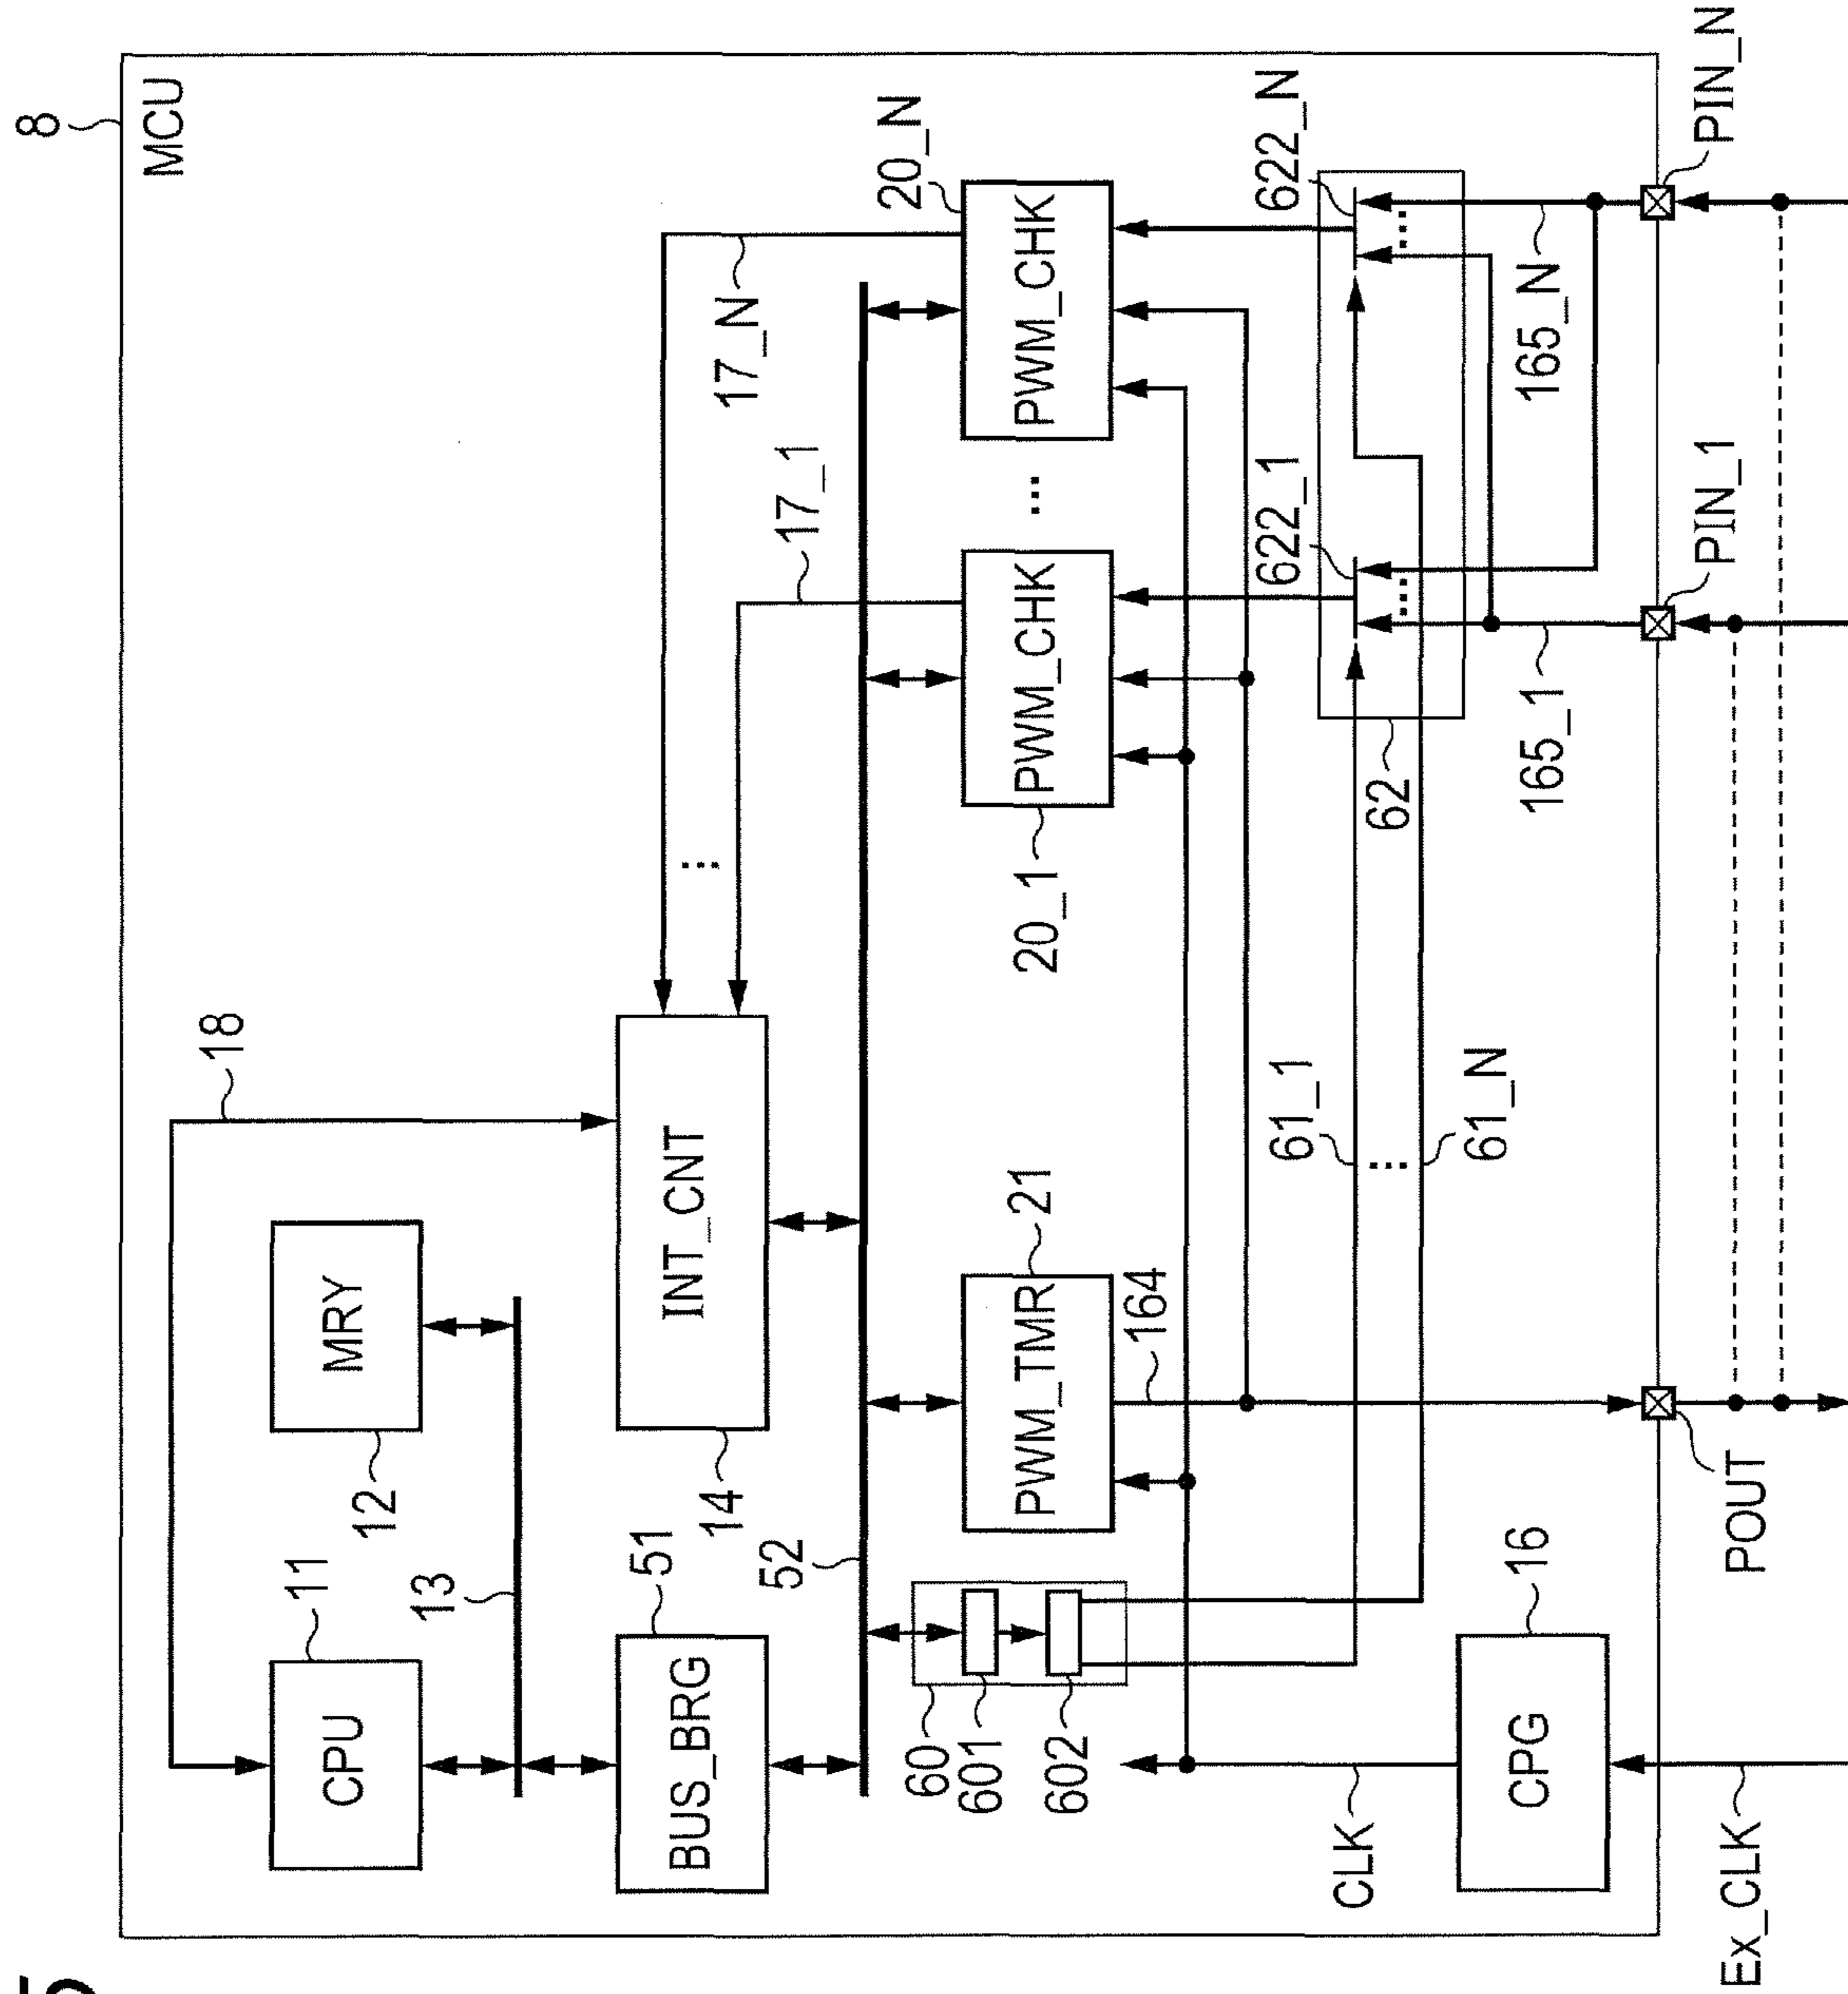 5
8
MCU
18
11
CPU
12
MRY
13
51
BUS_BRG
14
INT_CNT
17_1
17_N
52
60
601
602
21
PWM_TMR
164
20_1
PWM_CHK
...
20_N
PWM_CHK
61_1
...
61_N
62
622_1
...
622_N
...
CLK
16
CPG
165_1
165_N
Ex_CLK
POUT
PIN_1
PIN_N